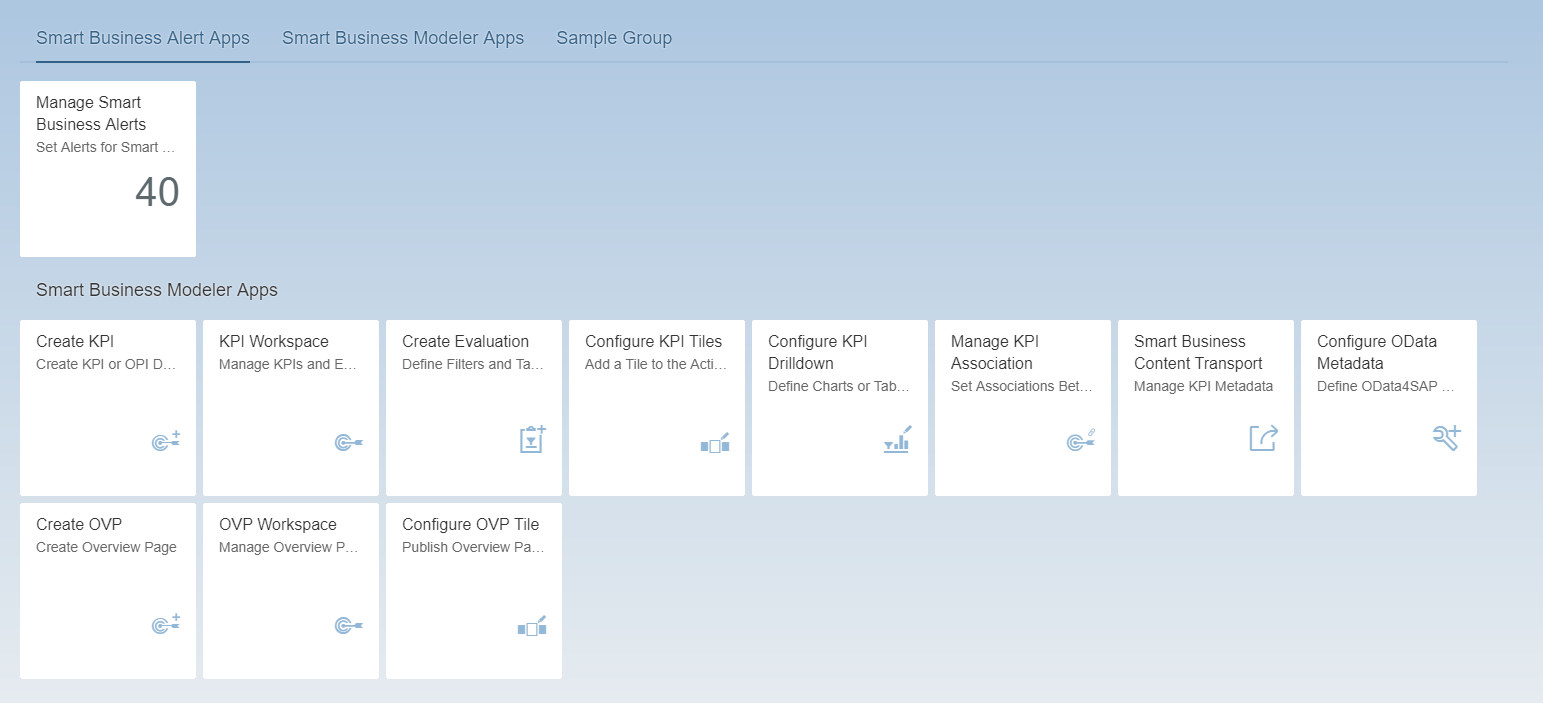 Smart Business Alert Apps Smart Business Modeler Apps Sample Group
Manage Smart
Business Alerts
Set Alerts for Smart ...
40
Smart Business Modeler Apps
Create KPI
Create KPI or OPI D...
KPI Workspace
Manage KPIs and E...
Create Evaluation
Define Filters and Ta...
Configure KPI Tiles
Add a Tile to the Acti...
Configure KPI
Drilldown
Define Charts or Tab...
Manage KPI
Association
Set Associations Bet...
Smart Business
Content Transport
Manage KPI Metadata
Configure OData
Metadata
Define OData4SAP ...
Create OVP
Create Overview Page
OVP Workspace
Manage Overview P...
Configure OVP Tile
Publish Overview Pa...